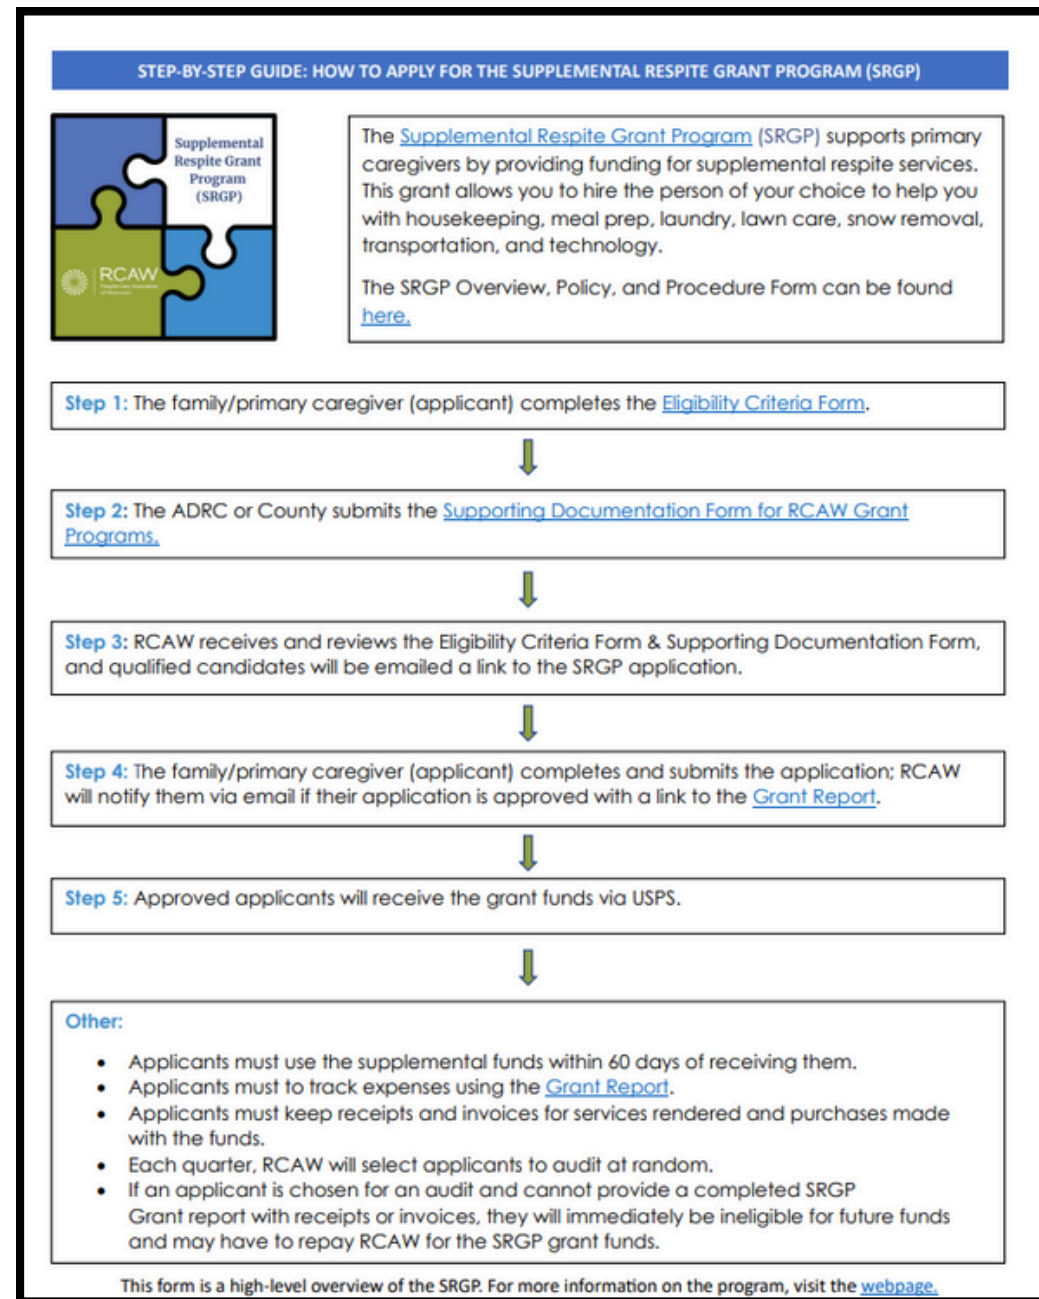 STEP-BY-STEP GUIDE: HOW TO APPLY FOR THE SUPPLEMENTAL RESPITE GRANT PROGRAM (SRGP)
Supplemental
Respite Grant
Program
(SRGP)
RCAW
Respite Care Association
of Wisconsin
The Supplemental Respite Grant Program (SRGP) supports primary
caregivers by providing funding for supplemental respite services.
This grant allows you to hire the person of your choice to help you
with housekeeping, meal prep, laundry, lawn care, snow removal,
transportation, and technology.
The SRGP Overview, Policy, and Procedure Form can be found
here.
Step 1: The family/primary caregiver (applicant) completes the Eligibility Criteria Form.
Step 2: The ADRC or County submits the Supporting Documentation Form for RCAW Grant
Programs.
Step 3: RCAW receives and reviews the Eligibility Criteria Form & Supporting Documentation Form,
and qualified candidates will be emailed a link to the SRGP application.
Step 4: The family/primary caregiver (applicant) completes and submits the application; RCAW
will notify them via email if their application is approved with a link to the Grant Report.
Step 5: Approved applicants will receive the grant funds via USPS.
Other:
• Applicants must use the supplemental funds within 60 days of receiving them.
• Applicants must to track expenses using the Grant Report.
• Applicants must keep receipts and invoices for services rendered and purchases made
with the funds.
• Each quarter, RCAW will select applicants to audit at random.
• If an applicant is chosen for an audit and cannot provide a completed SRGP
Grant report with receipts or invoices, they will immediately be ineligible for future funds
and may have to repay RCAW for the SRGP grant funds.
This form is a high-level overview of the SRGP. For more information on the program, visit the webpage.